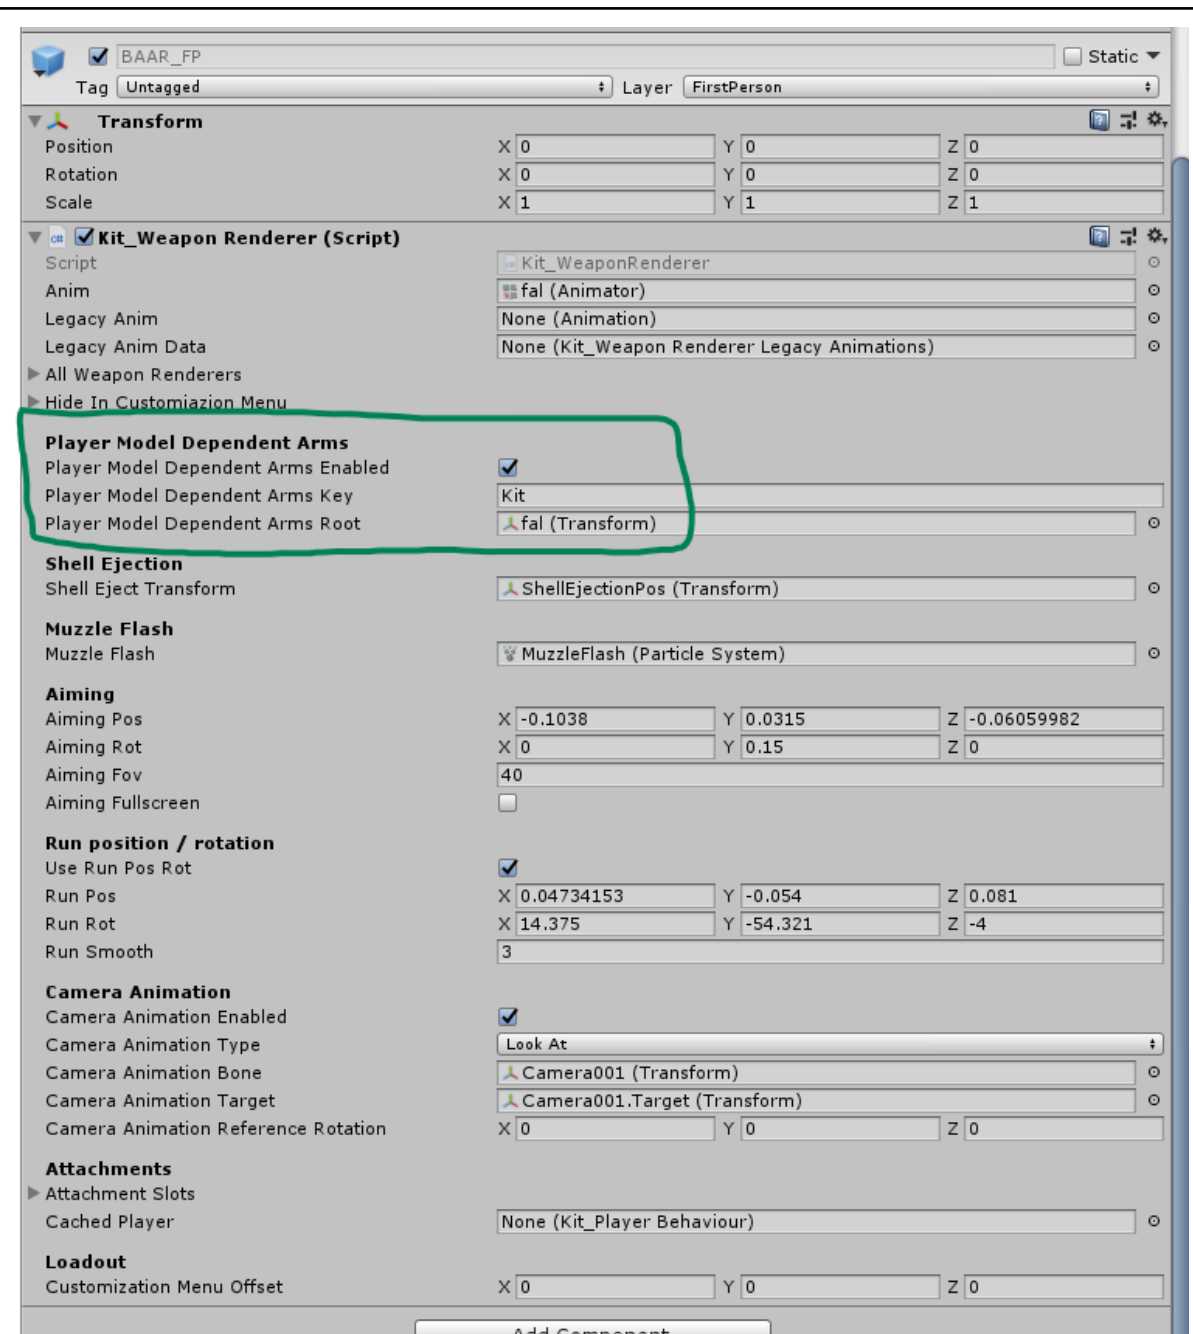 BAAR_FP Static
Tag Untagged Layer FirstPerson
Transform
Position X 0 Y 0 Z 0
Rotation X 0 Y 0 Z 0
Scale X 1 Y 1 Z 1
Kit_Weapon Renderer (Script)
Script Kit_WeaponRenderer
Anim fal (Animator)
Legacy Anim None (Animation)
Legacy Anim Data None (Kit_Weapon Renderer Legacy Animations)
All Weapon Renderers
Hide In Customiazion Menu
Player Model Dependent Arms
Player Model Dependent Arms Enabled
Player Model Dependent Arms Key Kit
Player Model Dependent Arms Root fal (Transform)
Shell Ejection
Shell Eject Transform ShellEjectionPos (Transform)
Muzzle Flash
Muzzle Flash MuzzleFlash (Particle System)
Aiming
Aiming Pos X -0.1038 Y 0.0315 Z -0.06059982
Aiming Rot X 0 Y 0.15 Z 0
Aiming Fov 40
Aiming Fullscreen
Run position / rotation
Use Run Pos Rot
Run Pos X 0.04734153 Y -0.054 Z 0.081
Run Rot X 14.375 Y -54.321 Z -4
Run Smooth 3
Camera Animation
Camera Animation Enabled
Camera Animation Type Look At
Camera Animation Bone Camera001 (Transform)
Camera Animation Target Camera001.Target (Transform)
Camera Animation Reference Rotation X 0 Y 0 Z 0
Attachments
Attachment Slots
Cached Player None (Kit_Player Behaviour)
Loadout
Customization Menu Offset X 0 Y 0 Z 0
Add Component